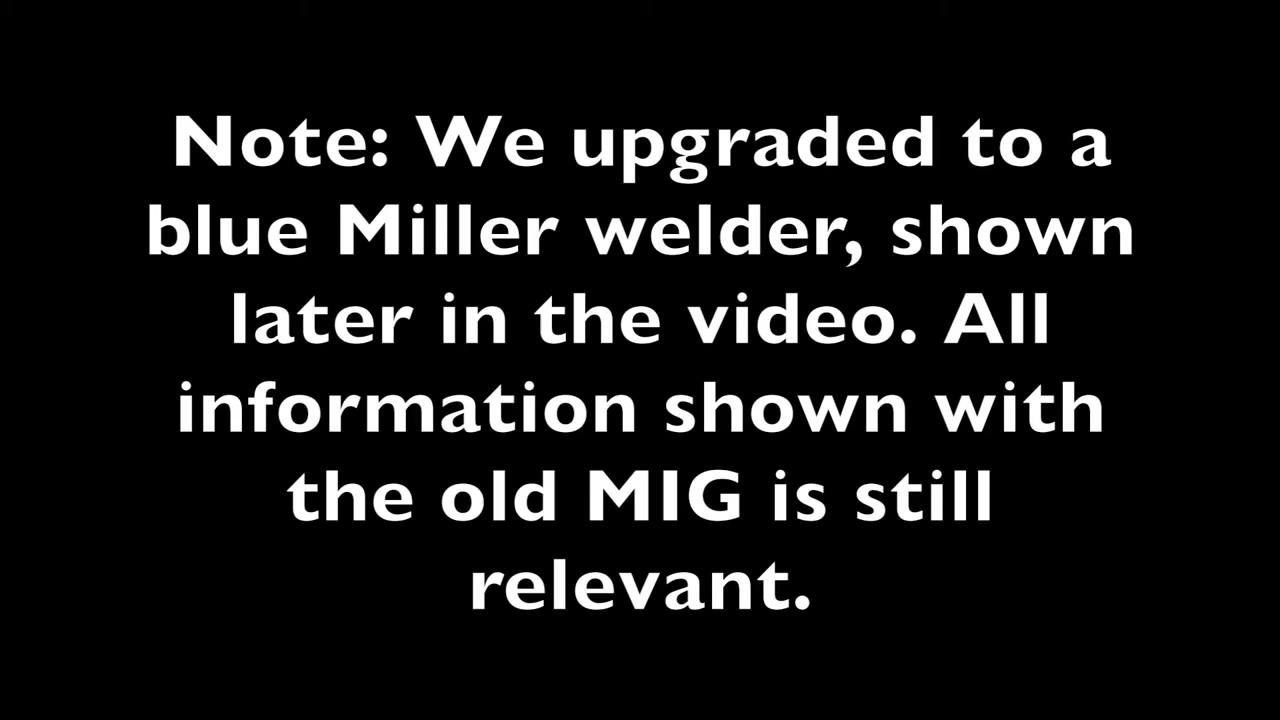 Note: We upgraded to a
blue Miller welder, shown
later in the video. All
information shown with
the old MIG is still
relevant.